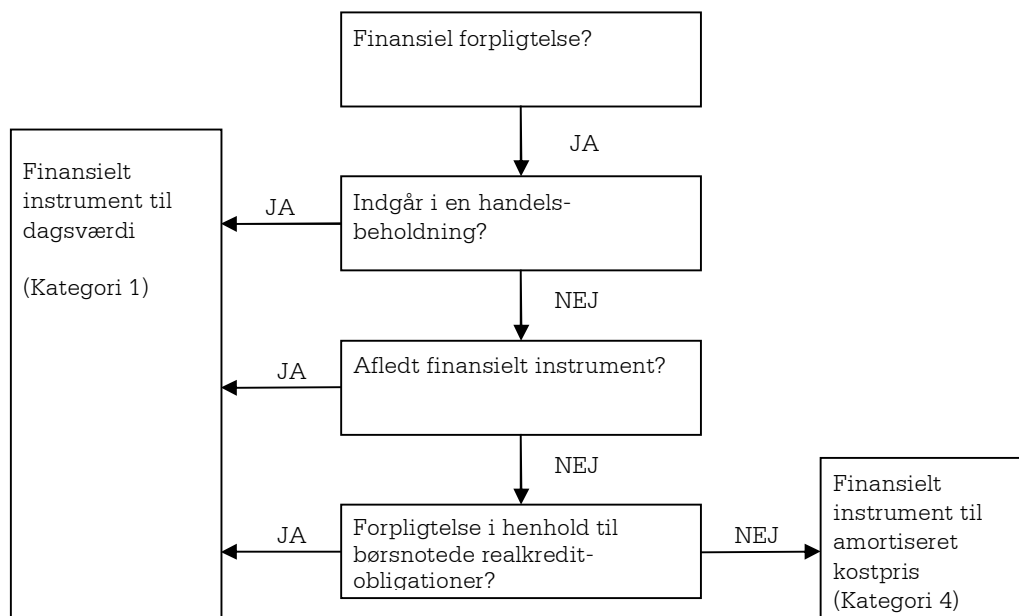 Finansiel forpligtelse?
JA
Finansielt
instrument til
dagsværdi
(Kategori 1)
JA
Indgår i en handels-
beholdning?
NEJ
JA
Afledt finansielt instrument?
NEJ
JA
Forpligtelse i henhold til
børsnotede realkredit-
obligationer?
NEJ
Finansielt
instrument til
amortiseret
kostpris
(Kategori 4)